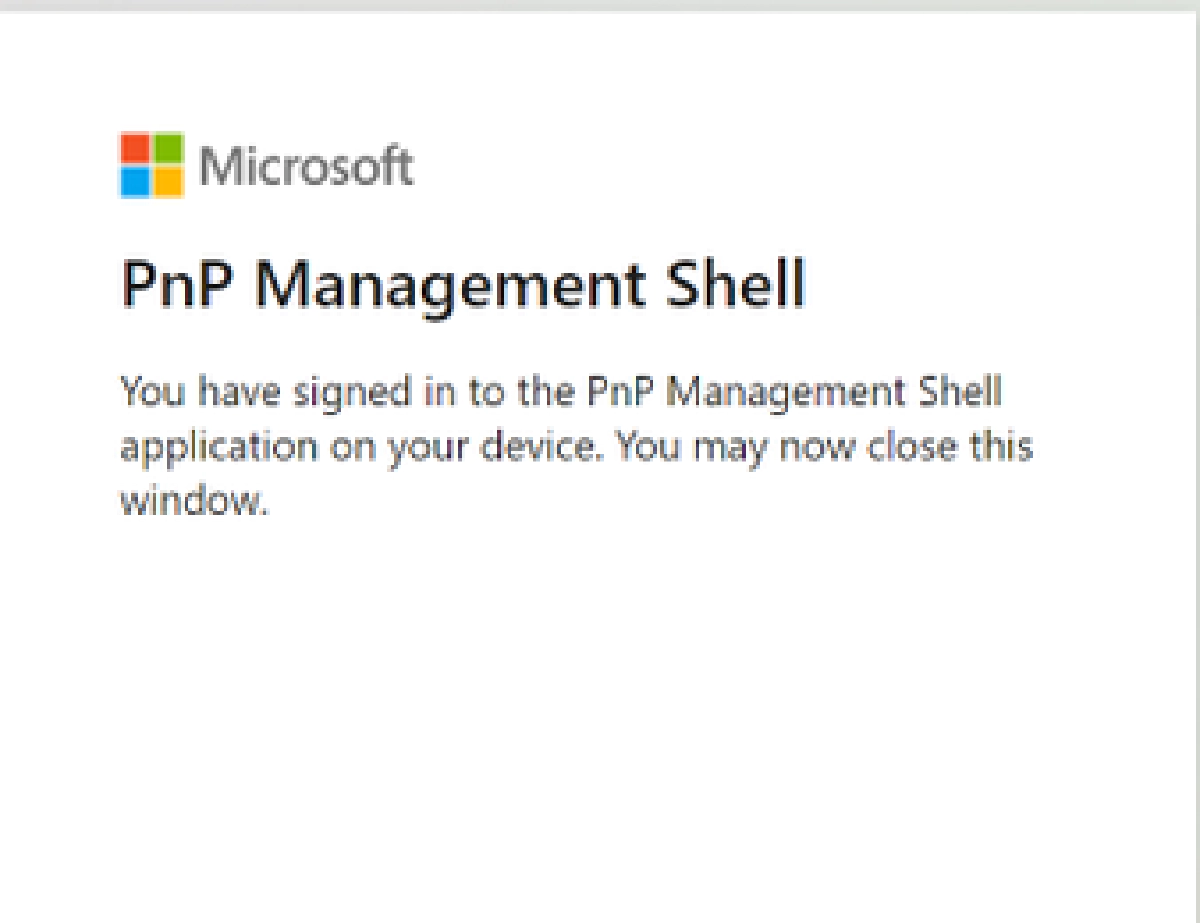 Microsoft
PnP Management Shell
You have signed in to the PnP Management Shell
application on your device. You may now close this
window.